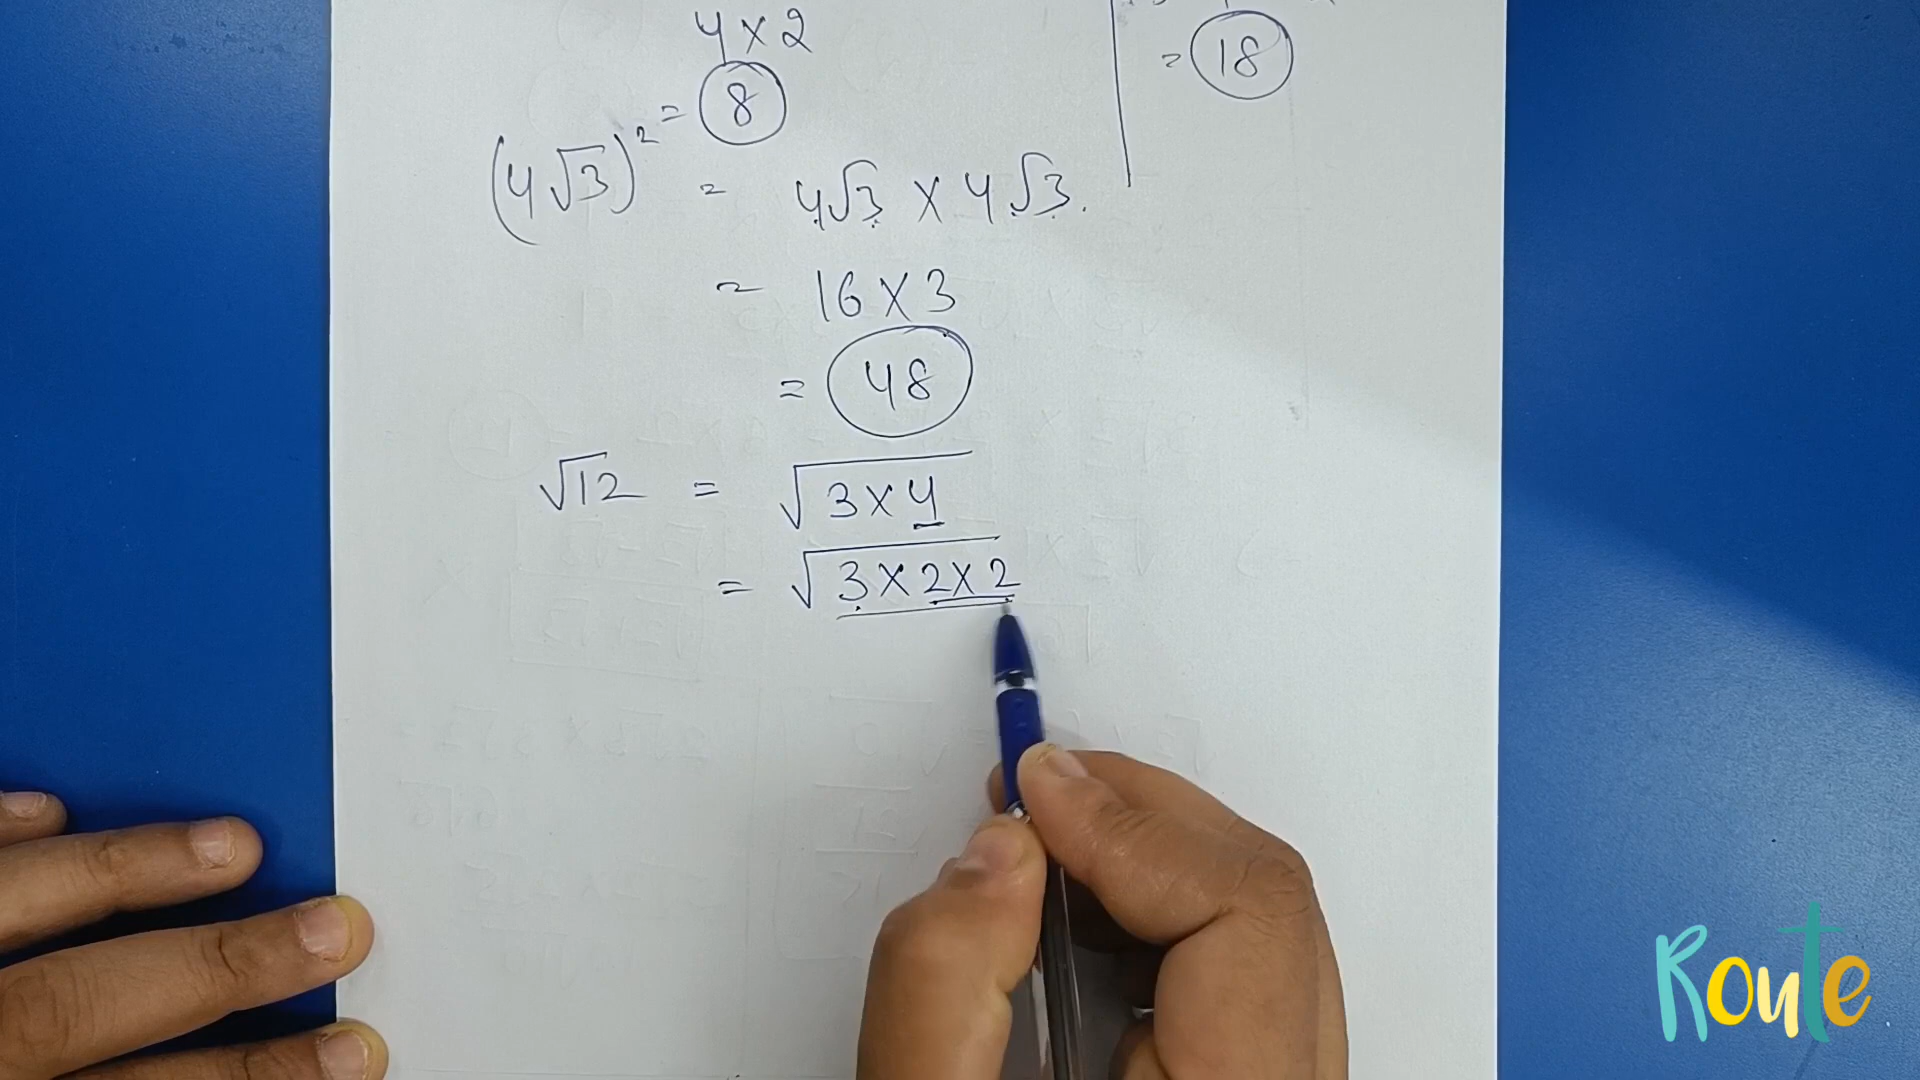 4 × 2
= 8
= 18
(4√3)² = 4√3 × 4√3.
= 16 × 3
= 48
√12 = √3 × 4
= √3 × 2 × 2
Route